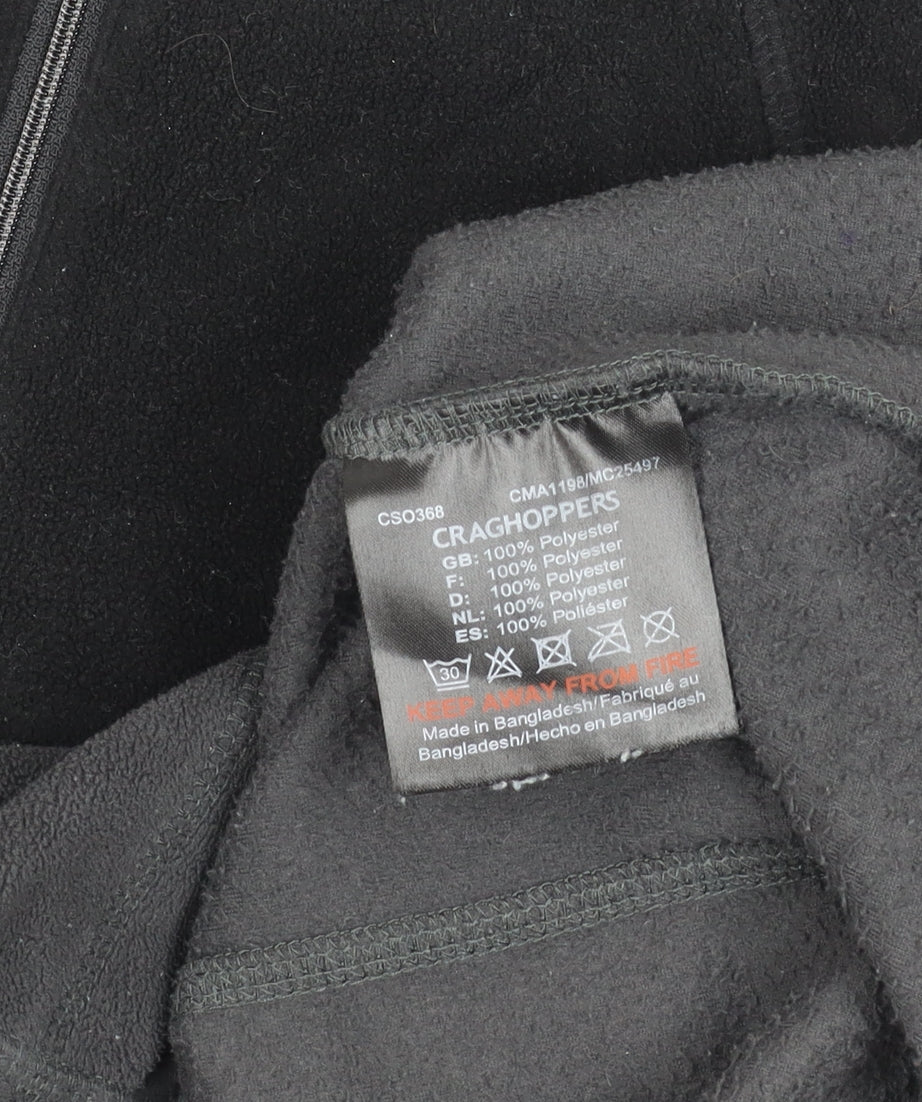 CSO368 CMA1198/MC25497
CRAGHOPPERS
GB: 100% Polyester
F: 100% Polyester
D: 100% Polyester
NL: 100% Polyester
ES: 100% Poliéster
30
KEEP AWAY FROM FIRE
Made in Bangladesh/Fabriqué au
Bangladesh/Hecho en Bangladesh